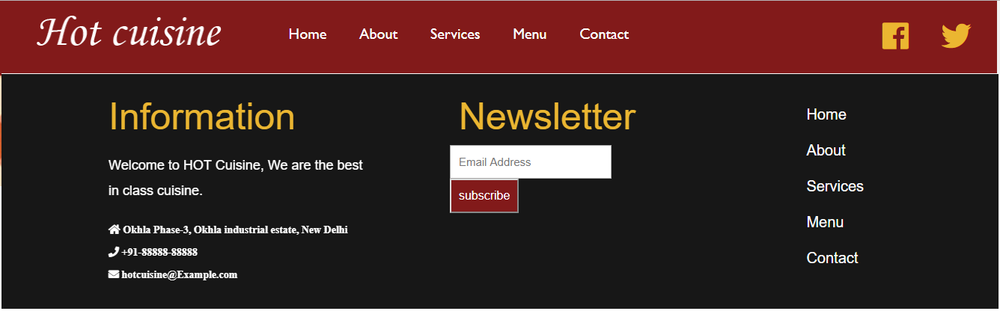 Hot cuisine
Home About Services Menu Contact
Information
Welcome to HOT Cuisine, We are the best
in class cuisine.
Okhla Phase-3, Okhla industrial estate, New Delhi
+91-88888-88888
hotcuisine@Example.com
Newsletter
Email Address
subscribe
Home
About
Services
Menu
Contact